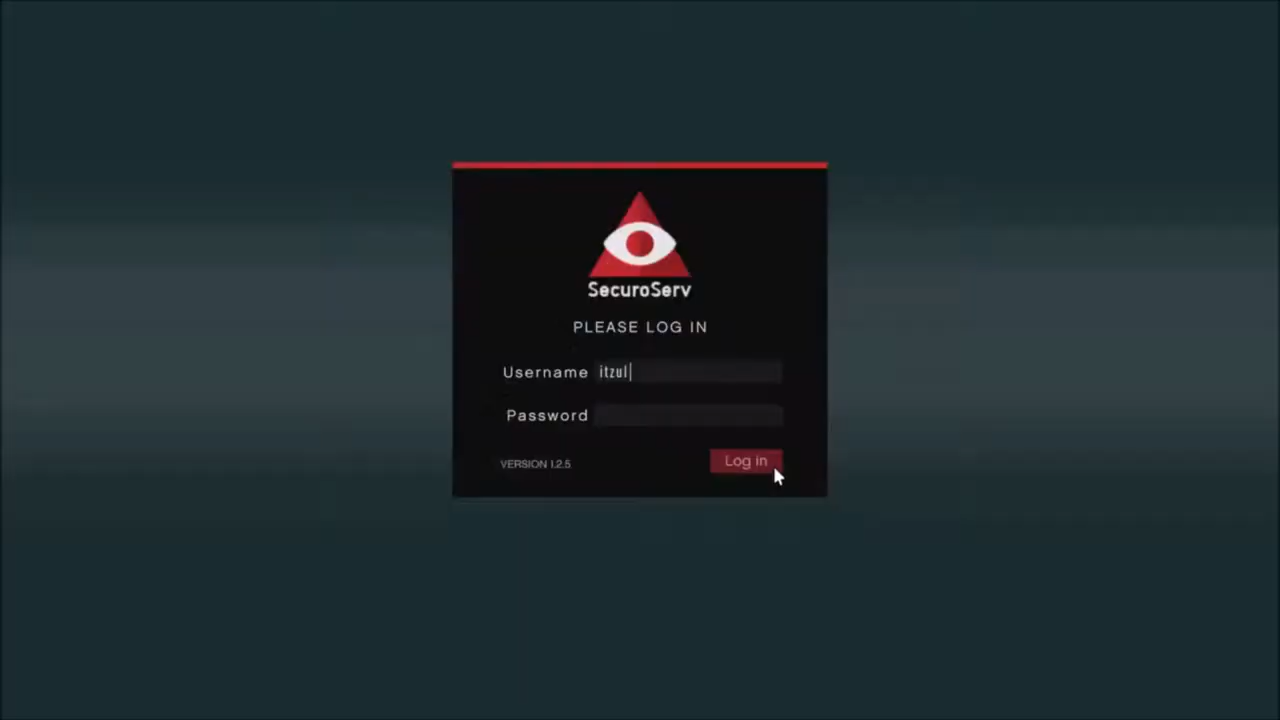 SecuroServ
PLEASE LOG IN
Username itzul
Password
VERSION 1.2.5
Log in